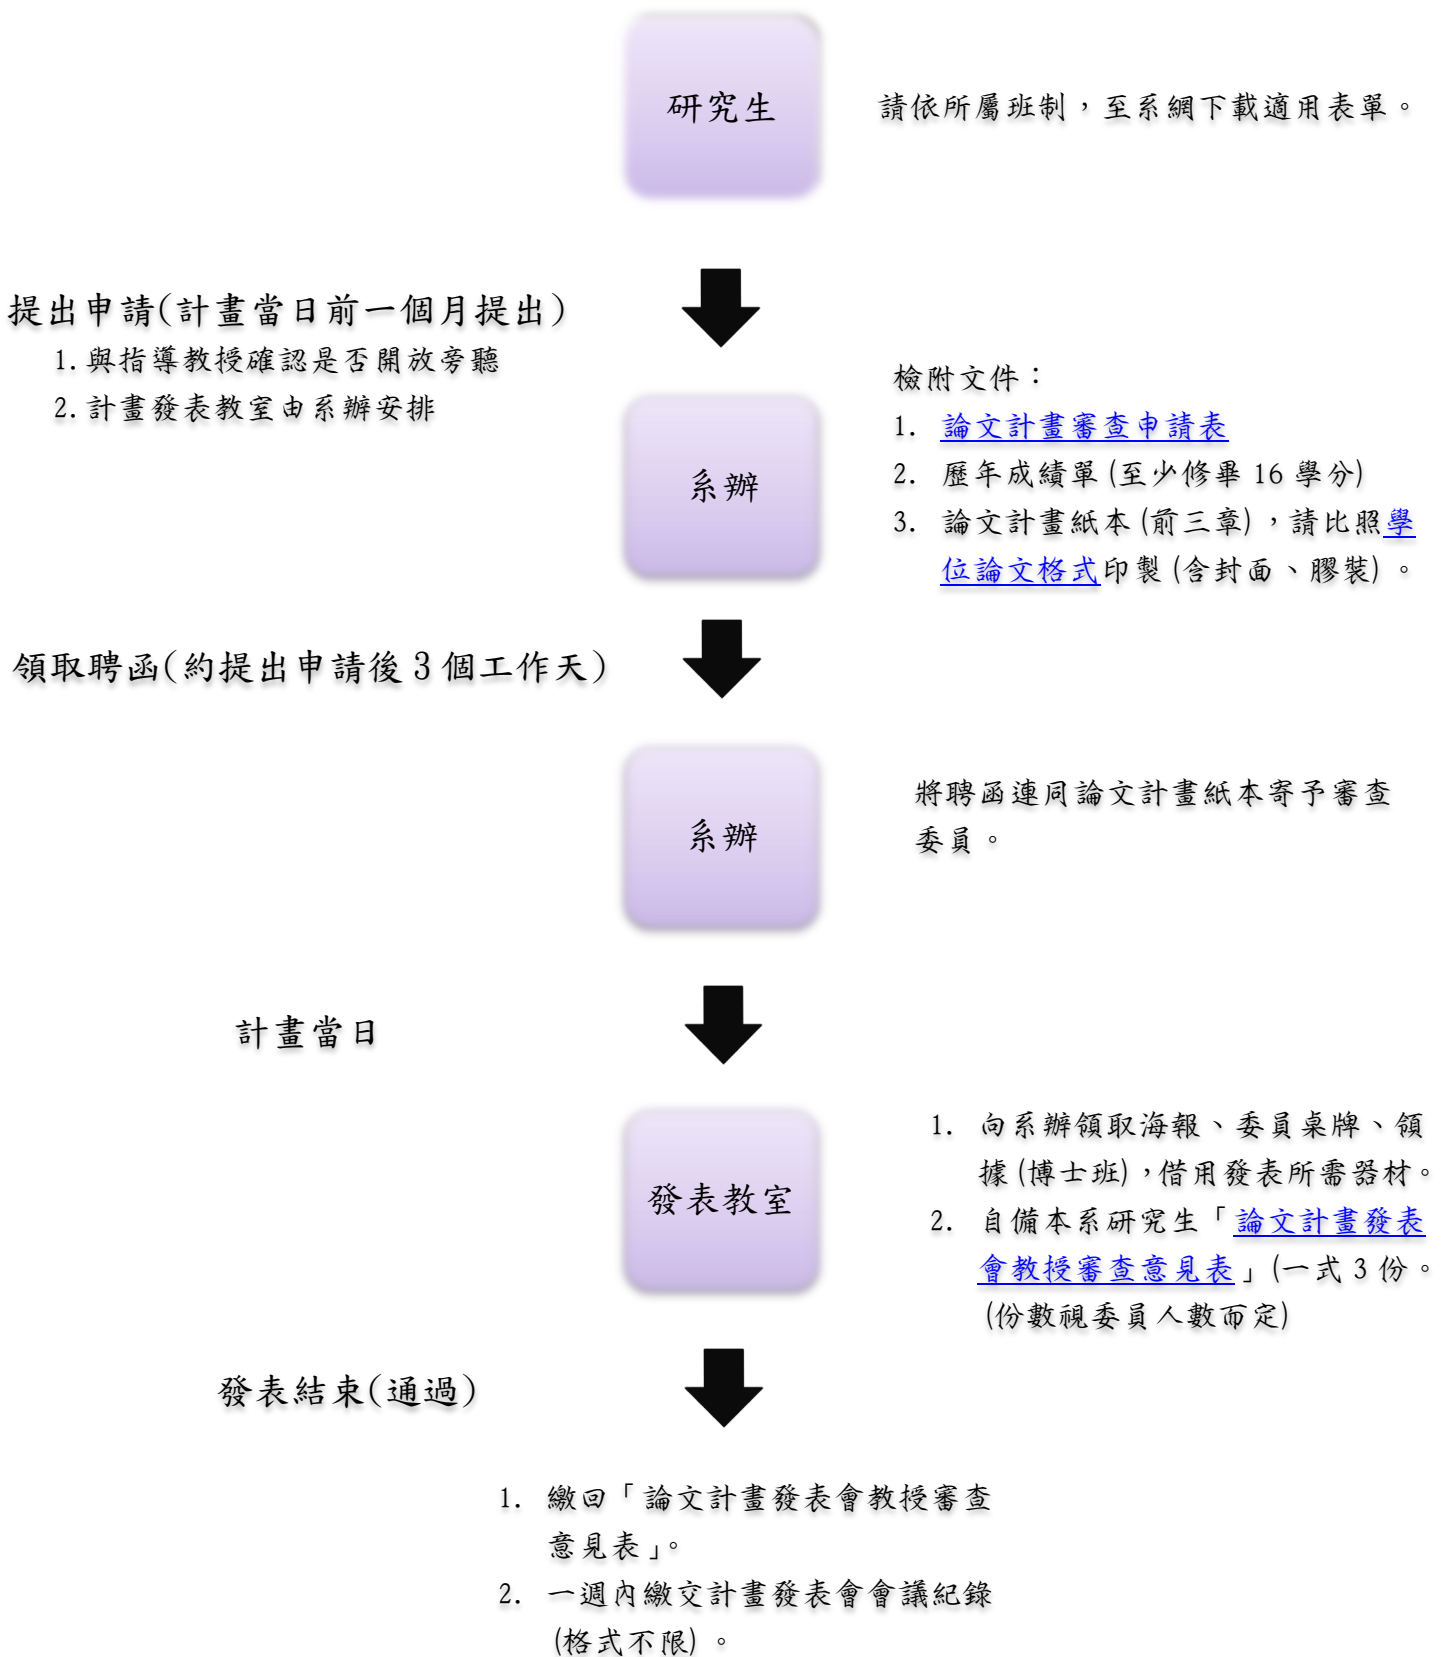 研究生
請依所屬班制，至系網下載適用表單。
提出申請(計畫當日前一個月提出)
1.與指導教授確認是否開放旁聽
2.計畫發表教室由系辦安排
系辦
檢附文件：
1. 論文計畫審查申請表
2. 歷年成績單(至少修畢 16 學分)
3. 論文計畫紙本(前三章)，請比照學
位論文格式印製(含封面、膠裝)。
領取聘函(約提出申請後 3 個工作天)
系辦
將聘函連同論文計畫紙本寄予審查
委員。
計畫當日
發表教室
1. 向系辦領取海報、委員桌牌、領
據(博士班)，借用發表所需器材。
2. 自備本系研究生「論文計畫發表
會教授審查意見表」(一式 3 份。
(份數視委員人數而定)
發表結束(通過)
1. 繳回「論文計畫發表會教授審查
意見表」。
2. 一週內繳交計畫發表會會議紀錄
(格式不限)。